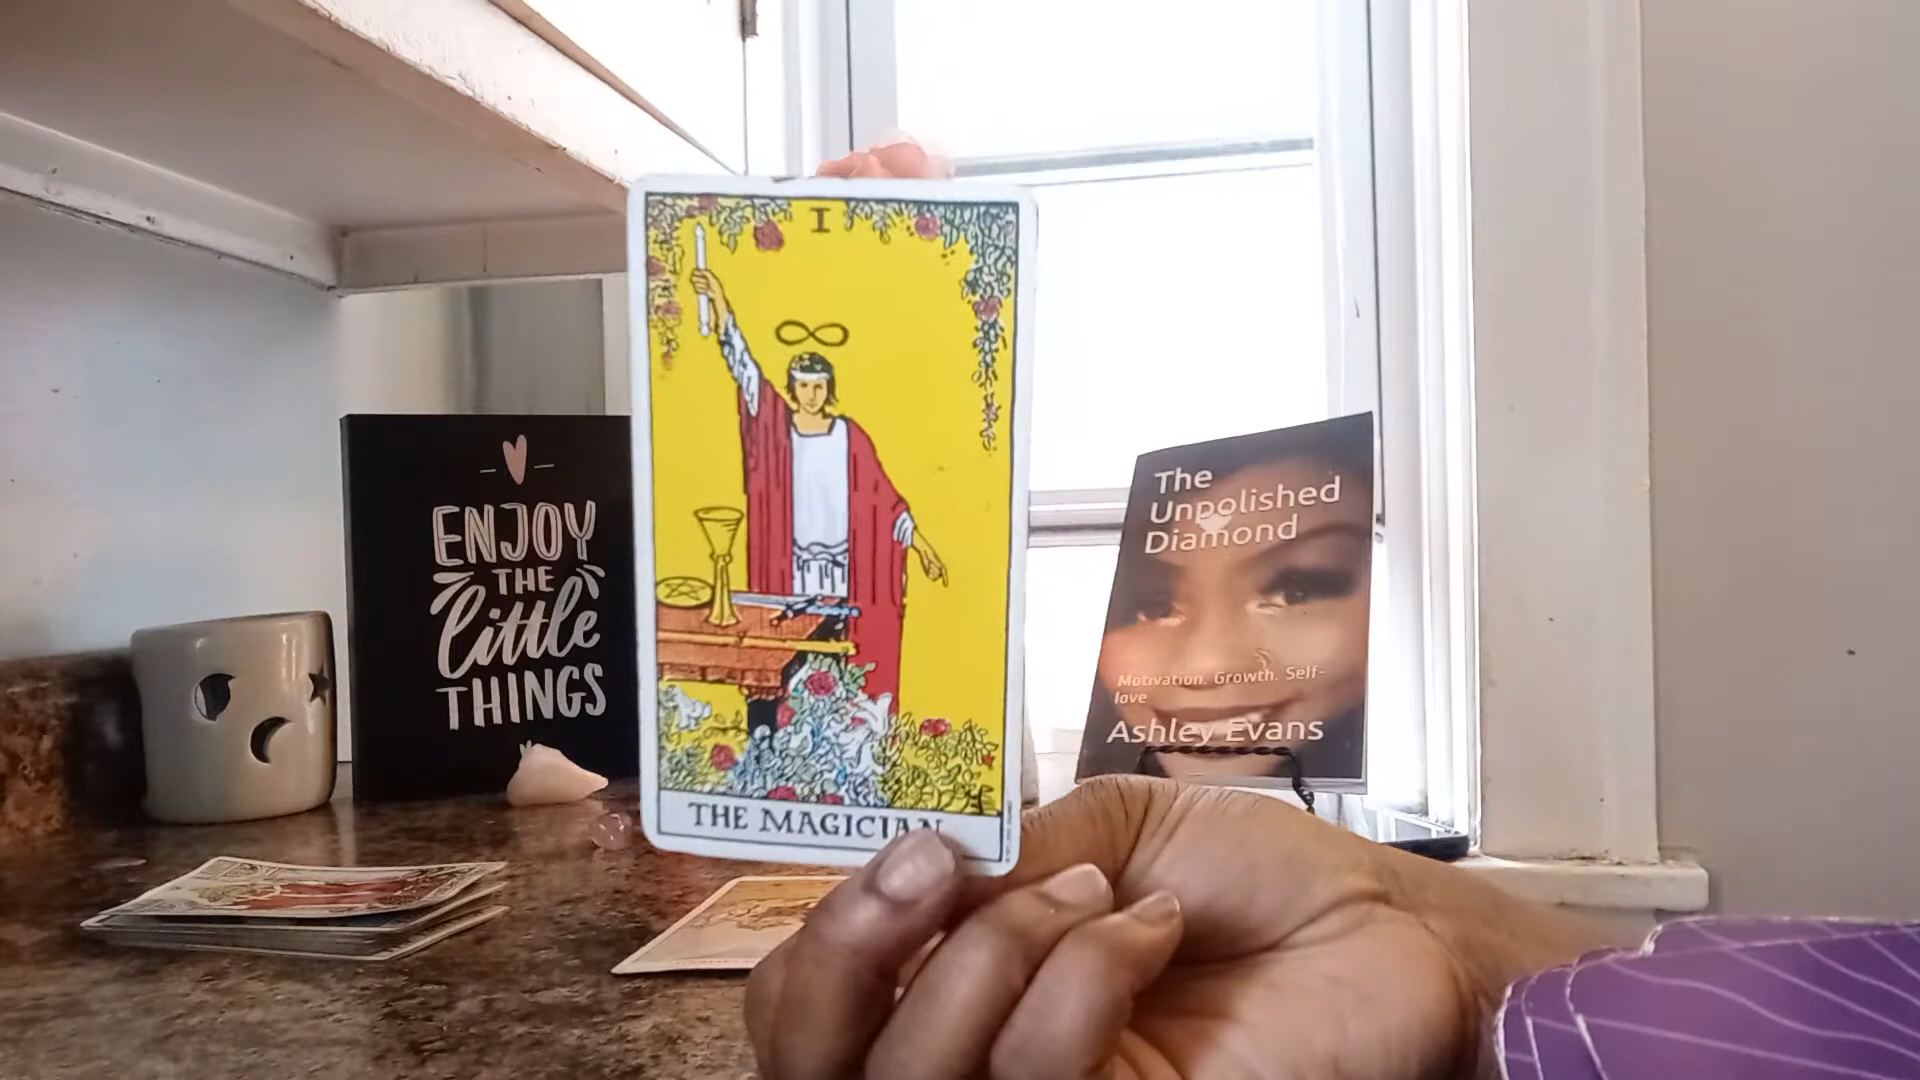 ENJOY
THE
little
THINGS
I
THE MAGICIAN
The
Unpolished
Diamond
Motivation. Growth. Self-
love
Ashley Evans